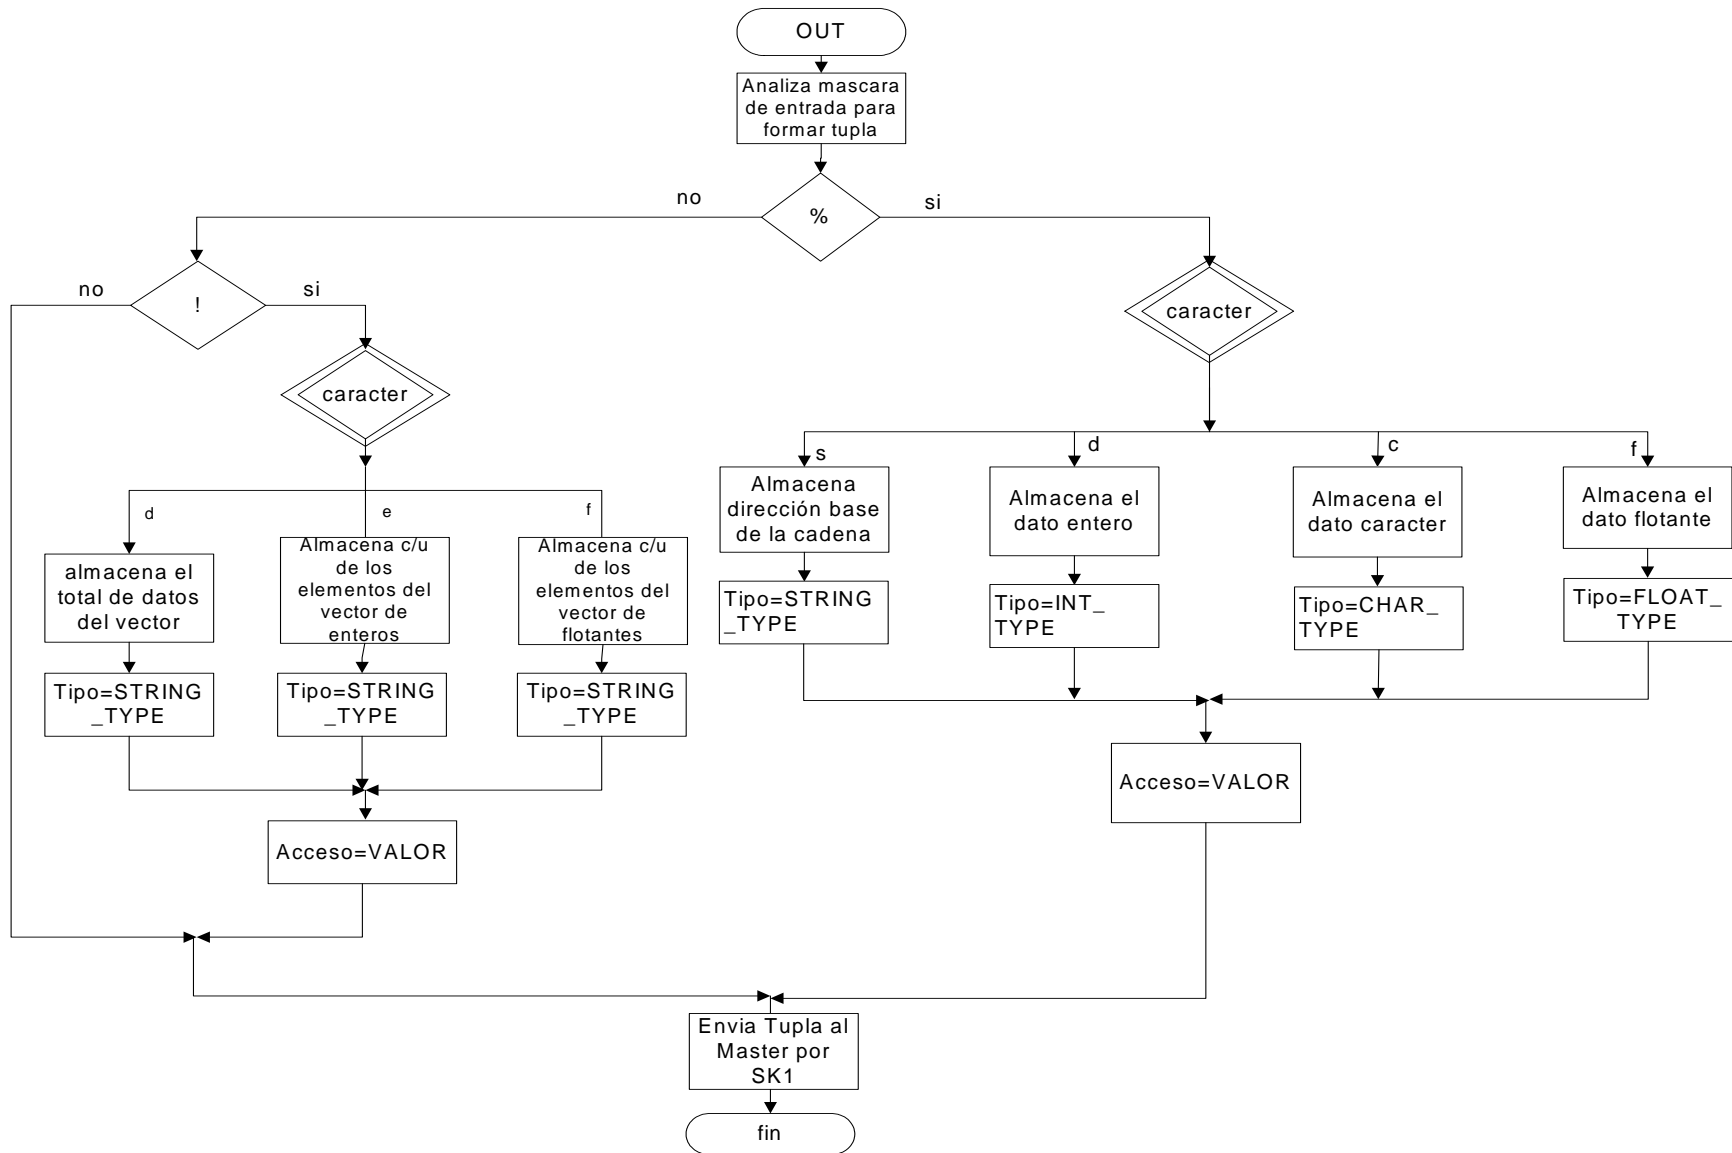 OUT
Analiza mascara
de entrada para
formar tupla
no
%
si
no
!
si
caracter
caracter
s
d
c
f
Almacena
dirección base
de la cadena
Almacena el
dato entero
Almacena el
dato caracter
Almacena el
dato flotante
d
e
f
almacena el
total de datos
del vector
Almacena c/u
de los
elementos del
vector de
enteros
Almacena c/u
de los
elementos del
vector de
flotantes
Tipo=STRING
_TYPE
Tipo=INT_
TYPE
Tipo=CHAR_
TYPE
Tipo=FLOAT_
TYPE
Tipo=STRING
_TYPE
Tipo=STRING
_TYPE
Tipo=STRING
_TYPE
Acceso=VALOR
Acceso=VALOR
Envia Tupla al
Master por
SK1
fin